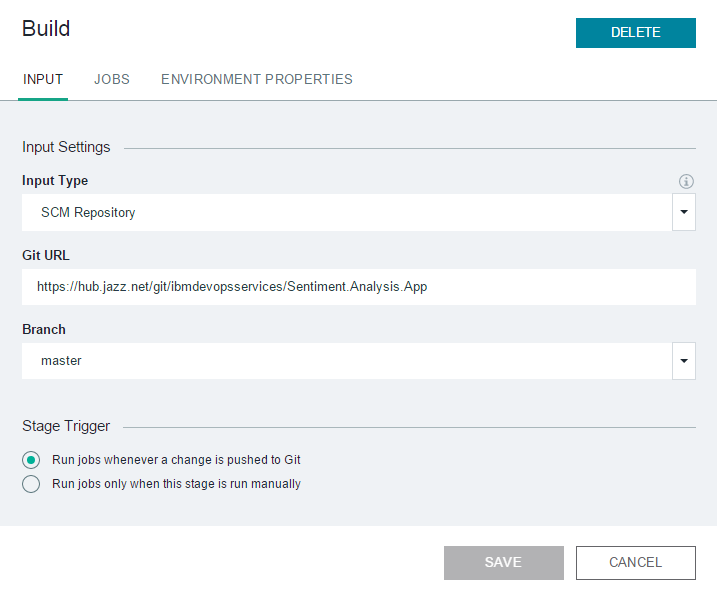 Build
DELETE
INPUT JOBS ENVIRONMENT PROPERTIES
Input Settings
Input Type
SCM Repository
Git URL
https://hub.jazz.net/git/ibmdevopsservices/Sentiment.Analysis.App
Branch
master
Stage Trigger
Run jobs whenever a change is pushed to Git
Run jobs only when this stage is run manually
SAVE CANCEL